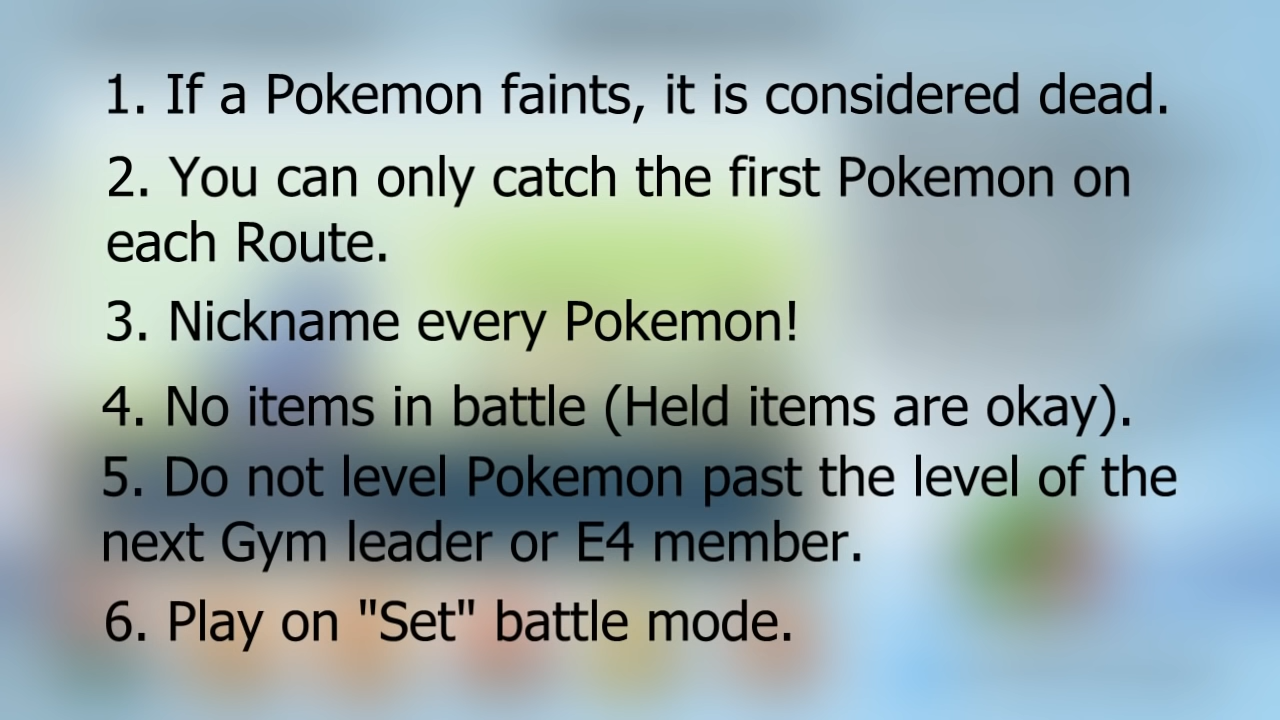 1. If a Pokemon faints, it is considered dead.
2. You can only catch the first Pokemon on
each Route.
3. Nickname every Pokemon!
4. No items in battle (Held items are okay).
5. Do not level Pokemon past the level of the
next Gym leader or E4 member.
6. Play on "Set" battle mode.